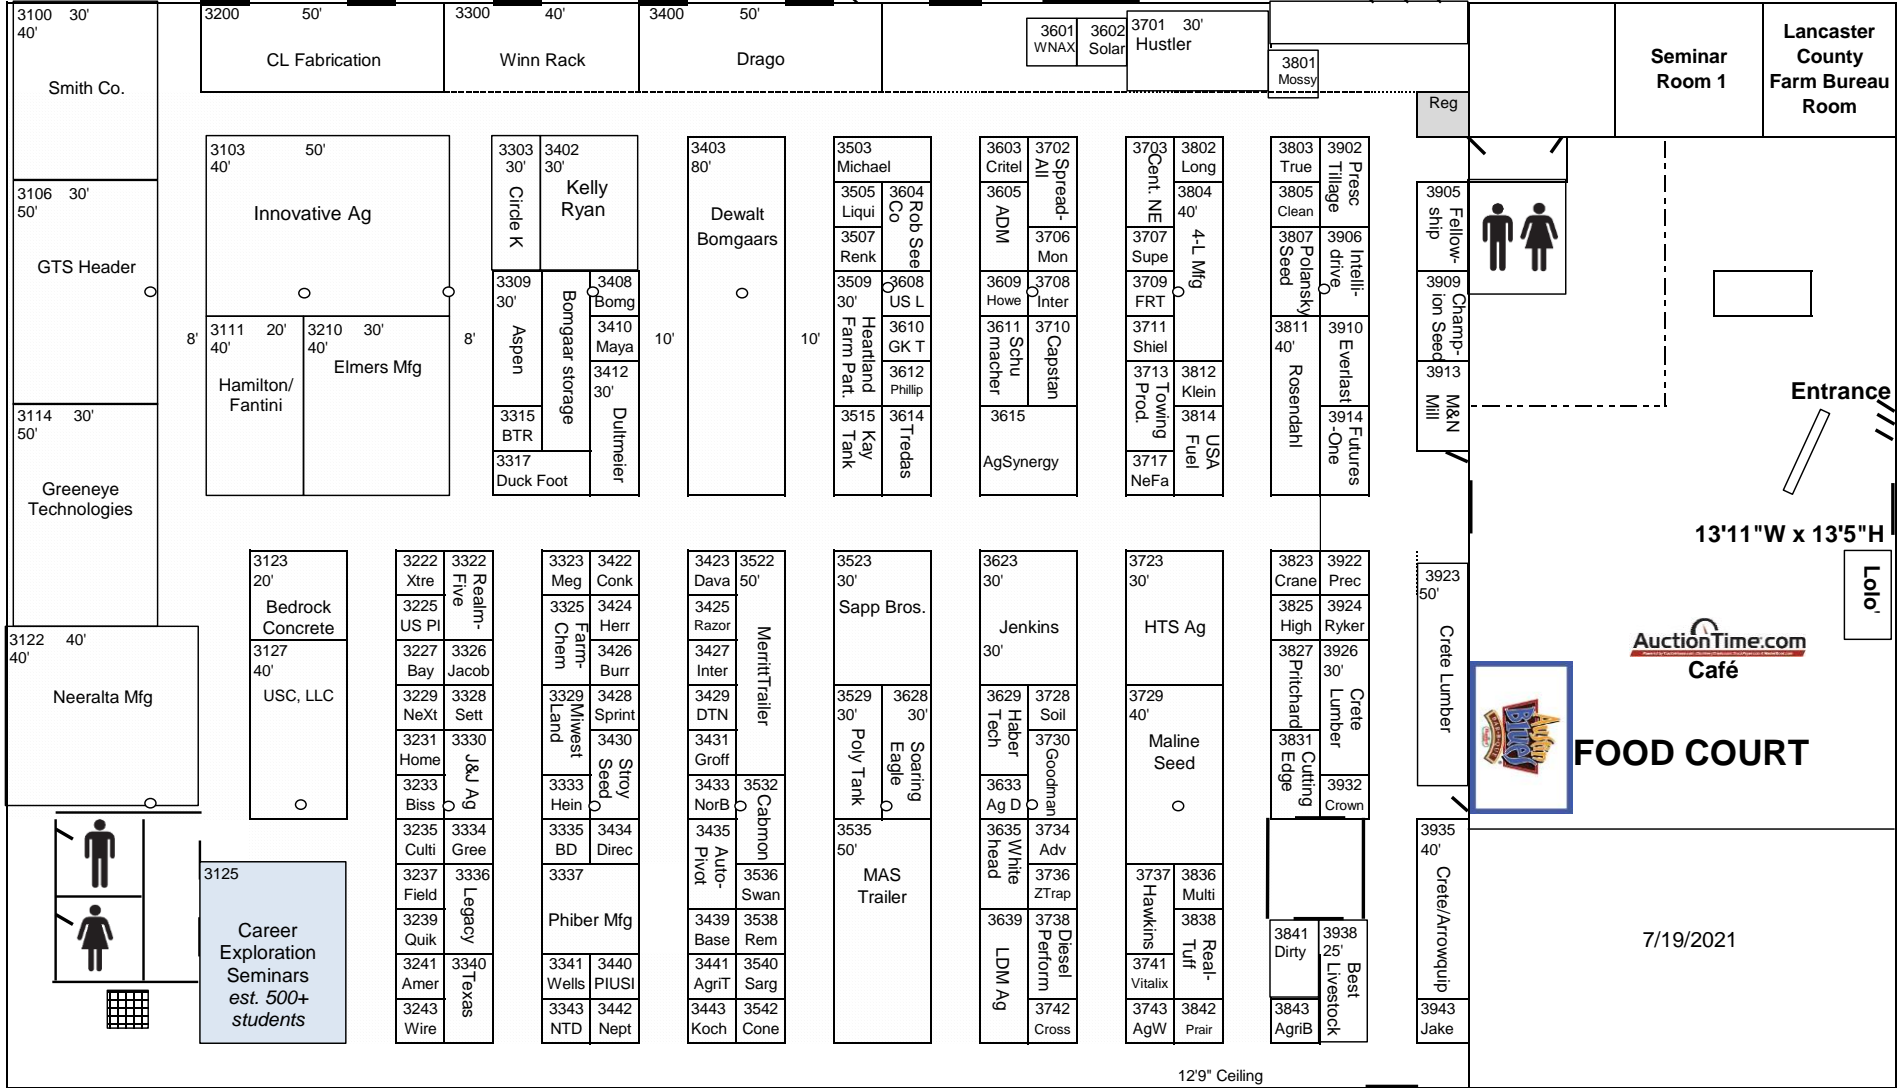 3100 30'
40'
Smith Co.
3200 50'
CL Fabrication
3300 40'
Winn Rack
3400 50'
Drago
3601
WNAX
3602
Solar
3701 30'
Hustler
3801
Mossy
Reg
Seminar
Room 1
Lancaster
County
Farm Bureau
Room
3106 30'
50'
GTS Header
3114 30'
50'
Greeneye
Technologies
3122 40'
40'
Neeralta Mfg
3103 50'
40'
Innovative Ag
8'
3111 20'
40'
Hamilton/
Fantini
3210 30'
40'
Elmers Mfg
8'
3303
30'
Circle K
3402
30'
Kelly
Ryan
3309
30'
Aspen
Bomgaar storage
3408
Bomg
3410
Maya
3412
30'
Dultmeier
3315
BTR
3317
Duck Foot
10'
3403
80'
Dewalt
Bomgaars
10'
3503
Michael
3505
Liqui
3604
Rob See
Co
3507
Renk
3509
30'
Heartland
Farm Part.
3608
US L
3610
GK T
3612
Phillip
3515
Kay
Tank
3614
Tredas
3603
Critel
3702
Spread-
All
3605
ADM
3706
Mon
3609
Howe
3708
Inter
3611
Schu
macher
3710
Capstan
3615
AgSynergy
3703
Cent. NE
3802
Long
3804
40'
4-L Mfg
3707
Supe
3709
FRT
3711
Shiel
3713
Towing
Prod.
3812
Klein
3814
USA
Fuel
3717
NeFa
3803
True
3902
Presc
Tillage
3805
Clean
3807
Polansky
Seed
3906
Intelli-
drive
3811
40'
Rosendahl
3910
Everlast
3914
Futures
-One
3905
Fellow-
ship
3909
Champ-
ion Seed
3913
M&N
Mill
Entrance
13'11"W x 13'5"H
Lolo'
AuctionTime.com
Café
FOOD COURT
7/19/2021
3123
20'
Bedrock
Concrete
3127
40'
USC, LLC
3125
Career
Exploration
Seminars
est. 500+
students
3222
Xtre
3322
Realm-
Five
3225
US Pl
3227
Bay
3326
Jacob
3229
NeXt
3328
Sett
3231
Home
3330
J&J Ag
3233
Biss
3235
Culti
3334
Gree
3237
Field
3336
Legacy
3239
Quik
3241
Amer
3340
Texas
3243
Wire
3323
Meg
3422
Conk
3325
Farm-
Chem
3424
Herr
3426
Burr
3329
Miwest
Land
3428
Sprint
3430
Stroy
Seed
3333
Hein
3335
BD
3434
Direc
3337
Phiber Mfg
3341
Wells
3440
PIUSI
3343
NTD
3442
Nept
3423
Dava
3522
50'
MerrittTrailer
3425
Razor
3427
Inter
3429
DTN
3431
Groff
3433
NorB
3532
Cabmon
3435
Auto-
Pivot
3536
Swan
3439
Base
3538
Rem
3441
AgriT
3540
Sarg
3443
Koch
3542
Cone
3523
30'
Sapp Bros.
3529
30'
Poly Tank
3628
30'
Soaring
Eagle
3535
50'
MAS
Trailer
3623
30'
Jenkins
30'
3629
Haber
Tech
3728
Soil
3730
Goodman
3633
Ag D
3635
White
head
3734
Adv
3736
ZTrap
3639
LDM Ag
3738
Diesel
Perform
3742
Cross
3723
30'
HTS Ag
3729
40'
Maline
Seed
3737
Hawkins
3836
Multi
3838
Real-
Tuff
3741
Vitalix
3743
AgW
3842
Prair
12'9" Ceiling
3823
Crane
3922
Prec
3825
High
3924
Ryker
3827
Pritchard
3926
30'
Crete
Lumber
3831
Cutting
Edge
3932
Crown
3841
Dirty
3938
25'
Best
Livestock
3843
AgriB
3923
50'
Crete Lumber
3935
40'
Crete/Arrowquip
3943
Jake